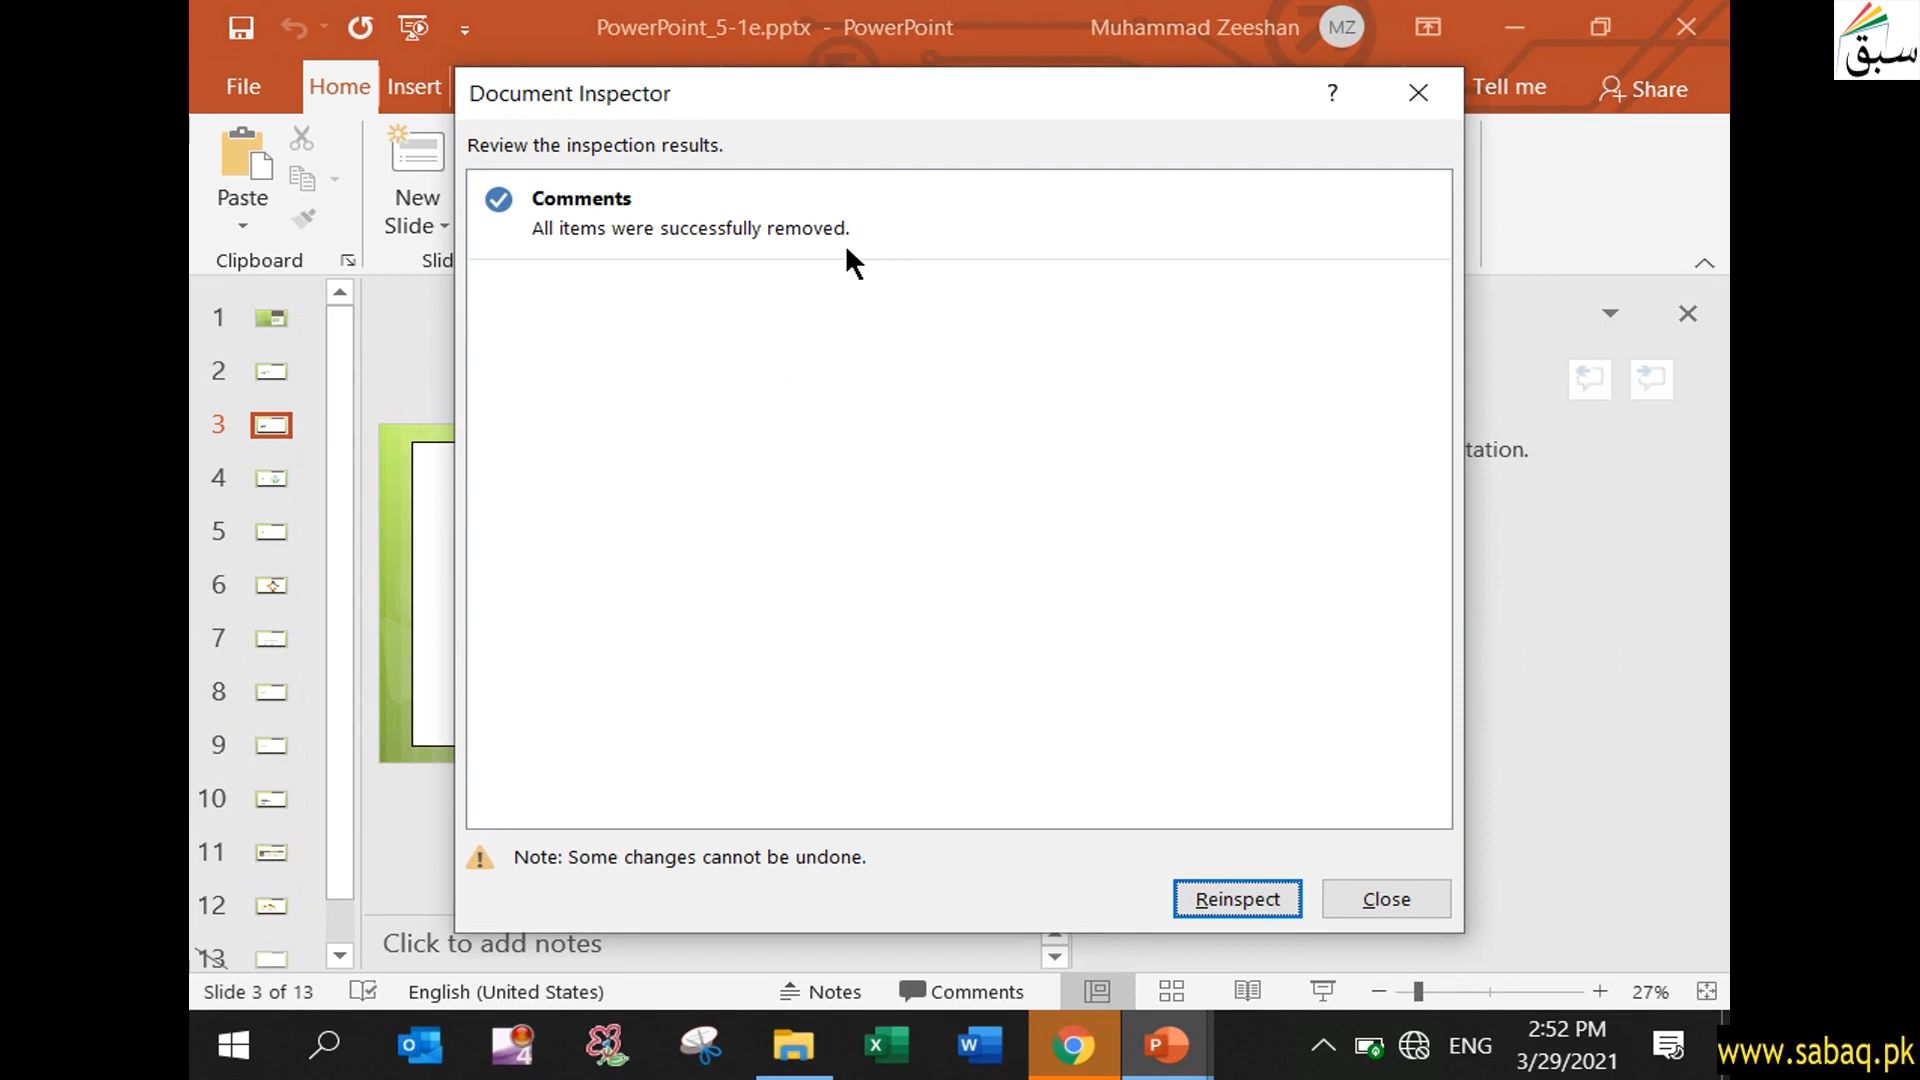 PowerPoint_5-1e.pptx - PowerPoint
Muhammad Zeeshan
MZ
سبق
File
Home
Insert
Tell me
Share
Document Inspector
?
Review the inspection results.
Comments
All items were successfully removed.
Paste
New
Slide
Clipboard
Slid
tation.
1
2
3
4
5
6
7
8
9
10
11
12
13
Note: Some changes cannot be undone.
Reinspect
Close
Click to add notes
Slide 3 of 13
English (United States)
Notes
Comments
27%
ENG
2:52 PM
3/29/2021
www.sabaq.pk